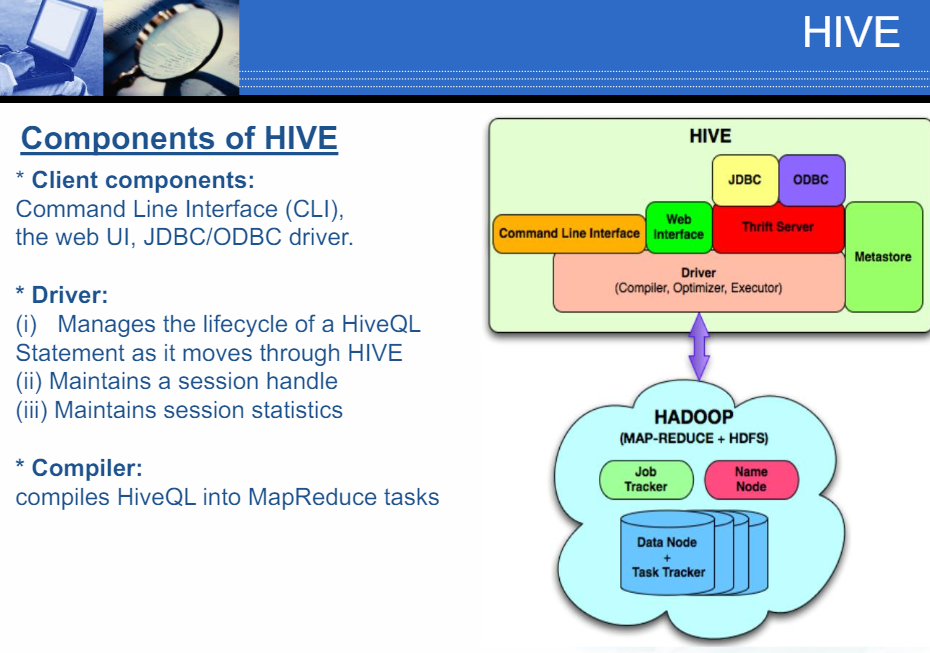 HIVE
Components of HIVE
* Client components:
Command Line Interface (CLI),
the web UI, JDBC/ODBC driver.
* Driver:
(i) Manages the lifecycle of a HiveQL
Statement as it moves through HIVE
(ii) Maintains a session handle
(iii) Maintains session statistics
* Compiler:
compiles HiveQL into MapReduce tasks
HIVE
JDBC
ODBC
Command Line Interface
Web
Interface
Thrift Server
Metastore
Driver
(Compiler, Optimizer, Executor)
HADOOP
(MAP-REDUCE + HDFS)
Job
Tracker
Name
Node
Data Node
+
Task Tracker